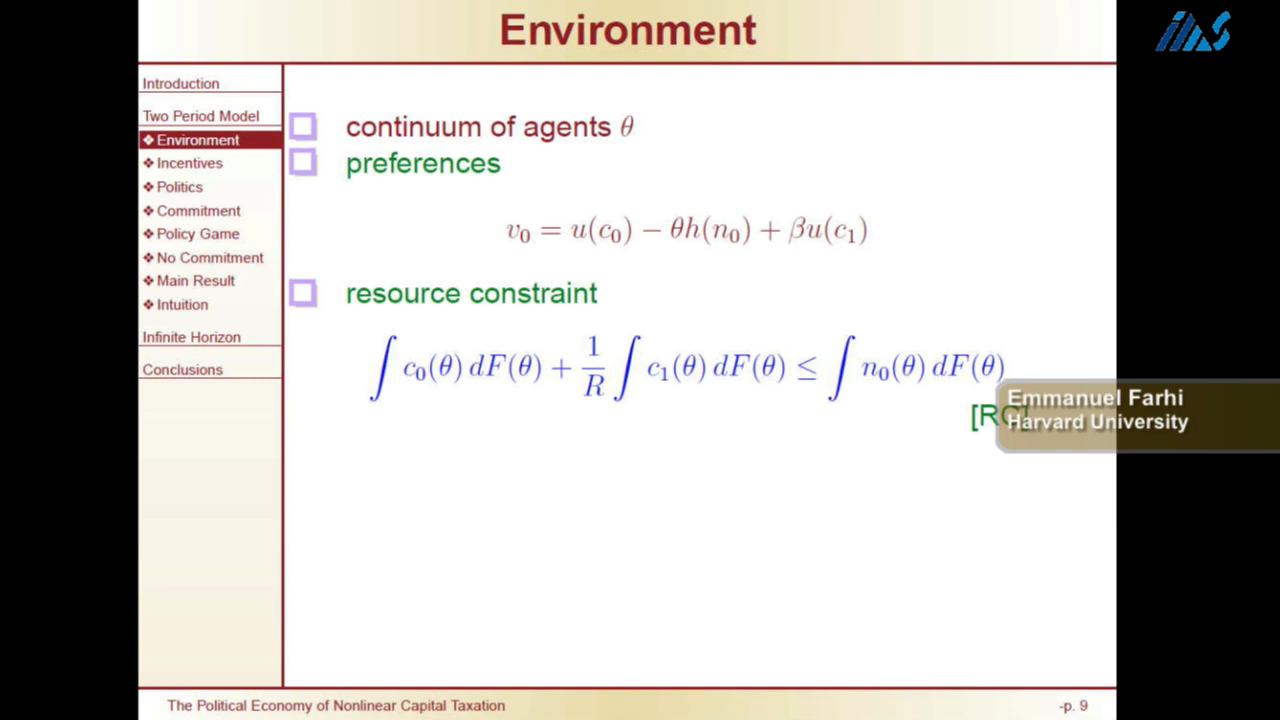 Environment
IIAS
Introduction
Two Period Model
❖ Environment
❖ Incentives
❖ Politics
❖ Commitment
❖ Policy Game
❖ No Commitment
❖ Main Result
❖ Intuition
Infinite Horizon
Conclusions
continuum of agents θ
preferences
v₀ = u(c₀) − θh(n₀) + βu(c₁)
resource constraint
∫ c₀(θ) dF(θ) + 1/R ∫ c₁(θ) dF(θ) ≤ ∫ n₀(θ) dF(θ)
[RC]
Emmanuel Farhi
Harvard University
The Political Economy of Nonlinear Capital Taxation
-p. 9